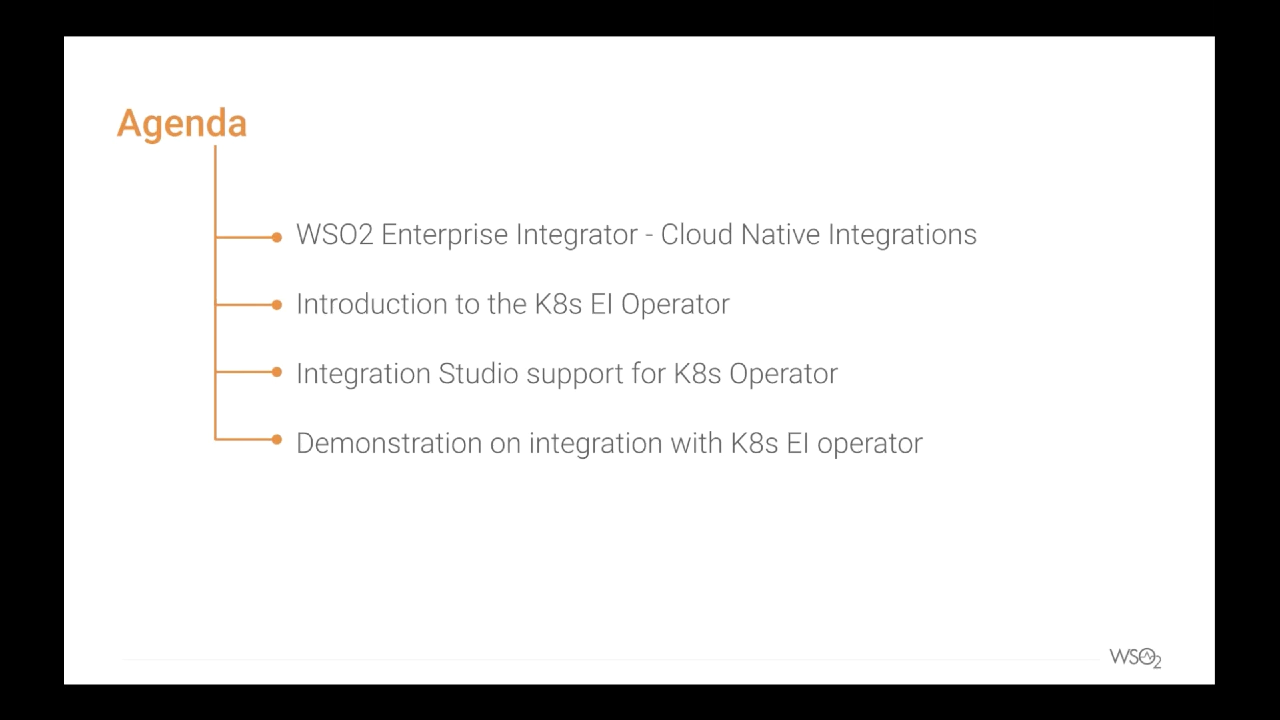 Agenda
WSO2 Enterprise Integrator - Cloud Native Integrations
Introduction to the K8s EI Operator
Integration Studio support for K8s Operator
Demonstration on integration with K8s EI operator
WSO2